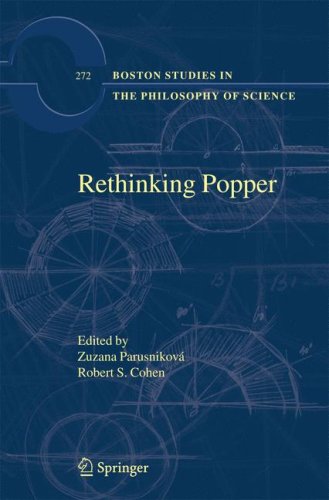 272
BOSTON STUDIES IN
THE PHILOSOPHY OF SCIENCE
Rethinking Popper
Edited by
Zuzana Parusniková
Robert S. Cohen
Springer